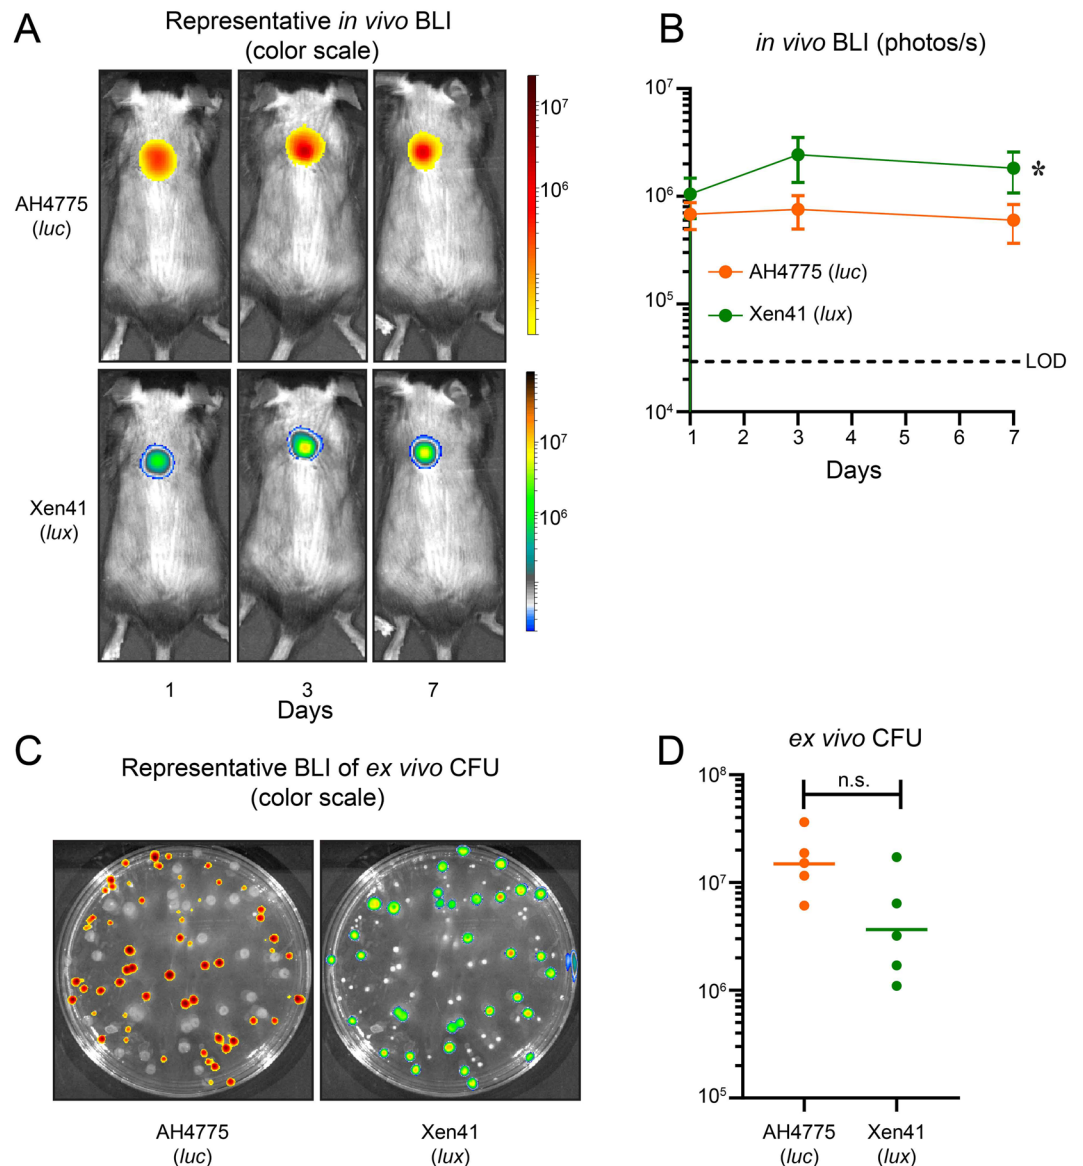 A
Representative in vivo BLI
(color scale)
AH4775
(luc)
10⁷
10⁶
Xen41
(lux)
10⁷
10⁶
1
3
7
Days
B
in vivo BLI (photos/s)
10⁷
10⁶
10⁵
10⁴
*
AH4775 (luc)
Xen41 (lux)
LOD
1 2 3 4 5 6 7
Days
C
Representative BLI of ex vivo CFU
(color scale)
AH4775
(luc)
Xen41
(lux)
D
ex vivo CFU
10⁸
10⁷
10⁶
10⁵
n.s.
AH4775
(luc)
Xen41
(lux)